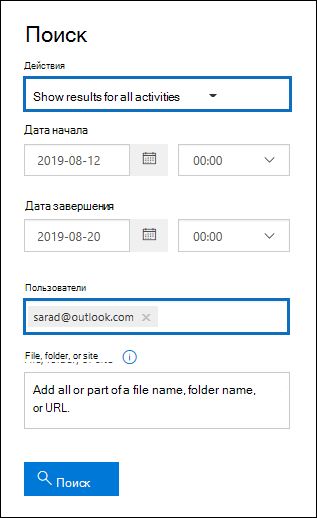 Поиск
Действия
Show results for all activities
Дата начала
2019-08-12
00:00
Дата завершения
2019-08-20
00:00
Пользователи
sarad@outlook.com
File, folder, or site
Add all or part of a file name, folder name,
or URL.
Поиск